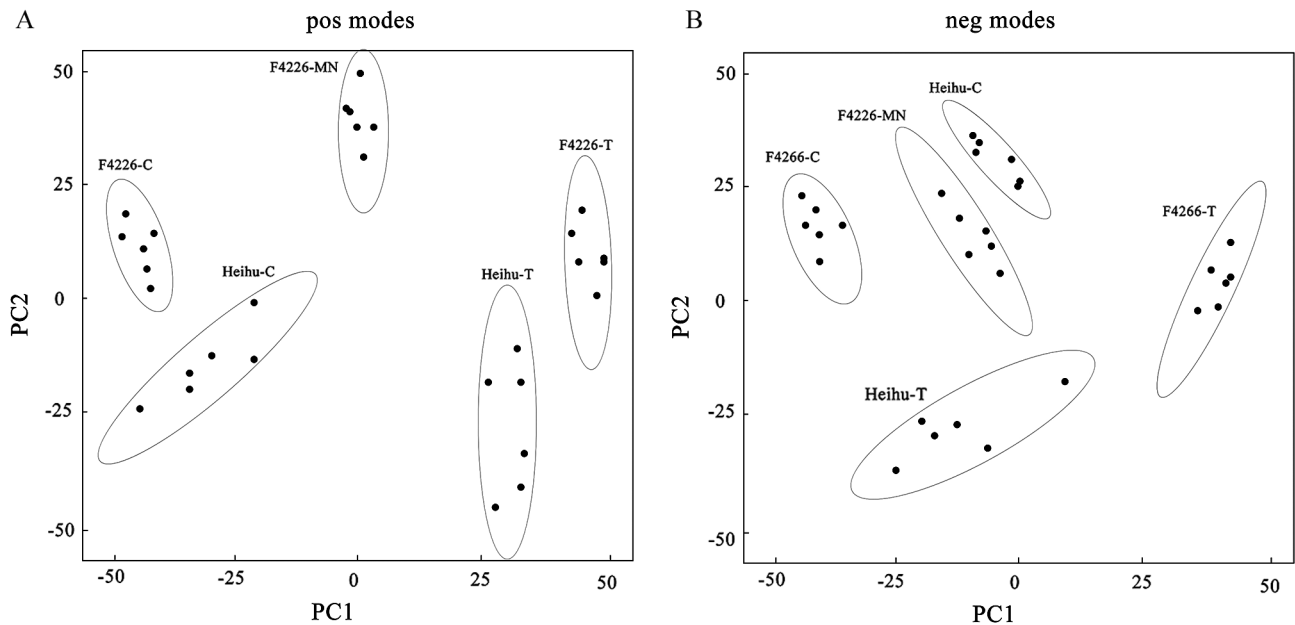 A
pos modes
F4226-MN
F4226-T
F4226-C
Heihu-C
Heihu-T
50
25
0
-25
-50
PC2
-50
-25
0
25
50
PC1
B
neg modes
Heihu-C
F4226-MN
F4266-C
F4266-T
Heihu-T
50
25
0
-25
-50
PC2
-50
-25
0
25
50
PC1